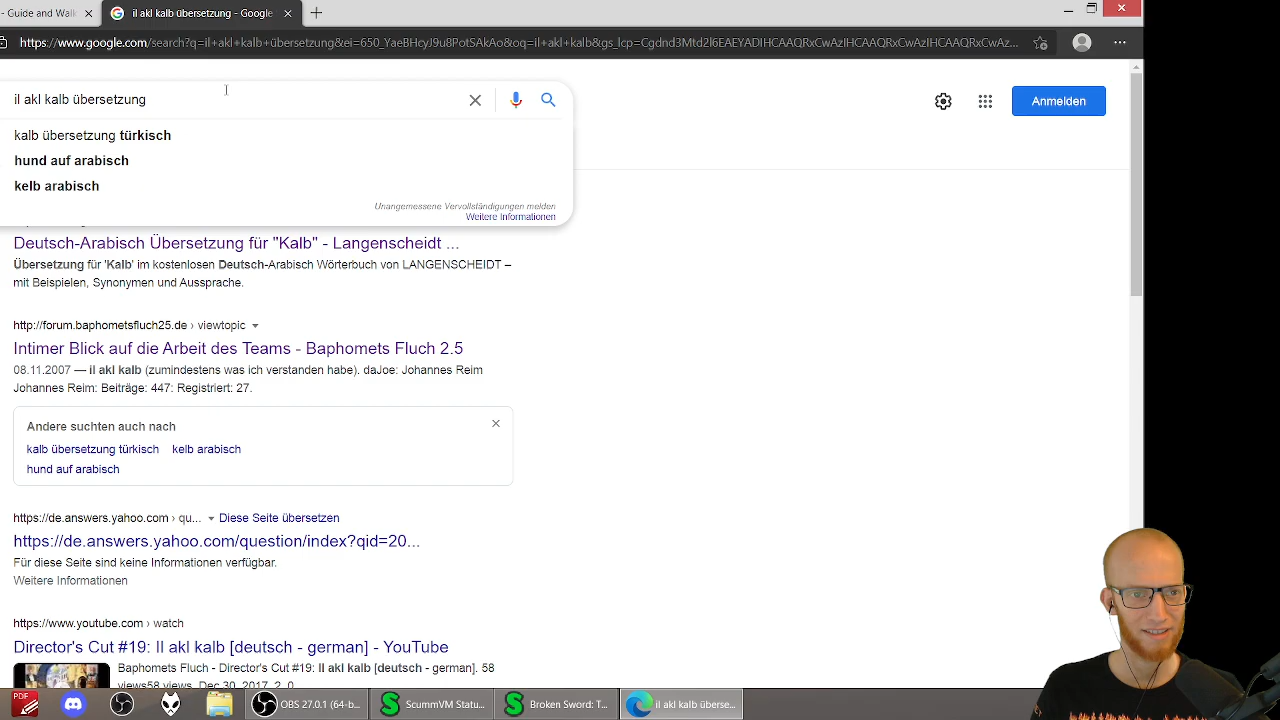 - Guide and Walk
il akl kalb übersetzung - Google
https://www.google.com/search?q=il+akl+kalb+übersetzung&ei=650_YaeBHcyJ9u8PotSAkAo&oq=il+akl+kalb&gs_lcp=Cgdnd3Mtd2l6EAEYADIHCAAQRxCwAzIHCAAQRxCwAzIHCAAQRxCwAz...
il akl kalb übersetzung
Anmelden
kalb übersetzung türkisch
hund auf arabisch
kelb arabisch
Unangemessene Vervollständigungen melden
Weitere Informationen
Deutsch-Arabisch Übersetzung für "Kalb" - Langenscheidt ...
Übersetzung für 'Kalb' im kostenlosen Deutsch-Arabisch Wörterbuch von LANGENSCHEIDT –
mit Beispielen, Synonymen und Aussprache.
http://forum.baphometsfluch25.de › viewtopic
Intimer Blick auf die Arbeit des Teams - Baphomets Fluch 2.5
08.11.2007 — il akl kalb (zumindestens was ich verstanden habe). daJoe: Johannes Reim
Johannes Reim: Beiträge: 447: Registriert: 27.
Andere suchten auch nach
kalb übersetzung türkisch kelb arabisch
hund auf arabisch
https://de.answers.yahoo.com › qu... Diese Seite übersetzen
https://de.answers.yahoo.com/question/index?qid=20...
Für diese Seite sind keine Informationen verfügbar.
Weitere Informationen
https://www.youtube.com › watch
Director's Cut #19: Il akl kalb [deutsch - german] - YouTube
Baphomets Fluch - Director's Cut #19: Il akl kalb [deutsch - german]. 58
views58 views. Dec 30, 2017. 2. 0.
PDF
OBS 27.0.1 (64-b...
ScummVM Statu...
Broken Sword: T...
il akl kalb überse...